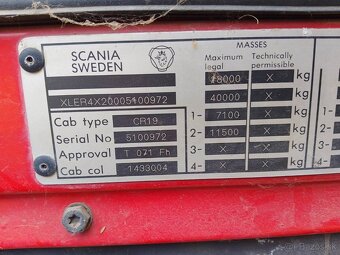 SCANIA
SWEDEN
MASSES
Maximum legal
Technically permissible
18000 X kg
XLER4X20005100972 40000 X kg
Cab type CR19 1- 7100 X kg
Serial No 5100972 2- 11500 X kg
Approval T 071 Fh 3- X X kg
Cab col 1433004 4- X X kg
1-
2-
3-
4-